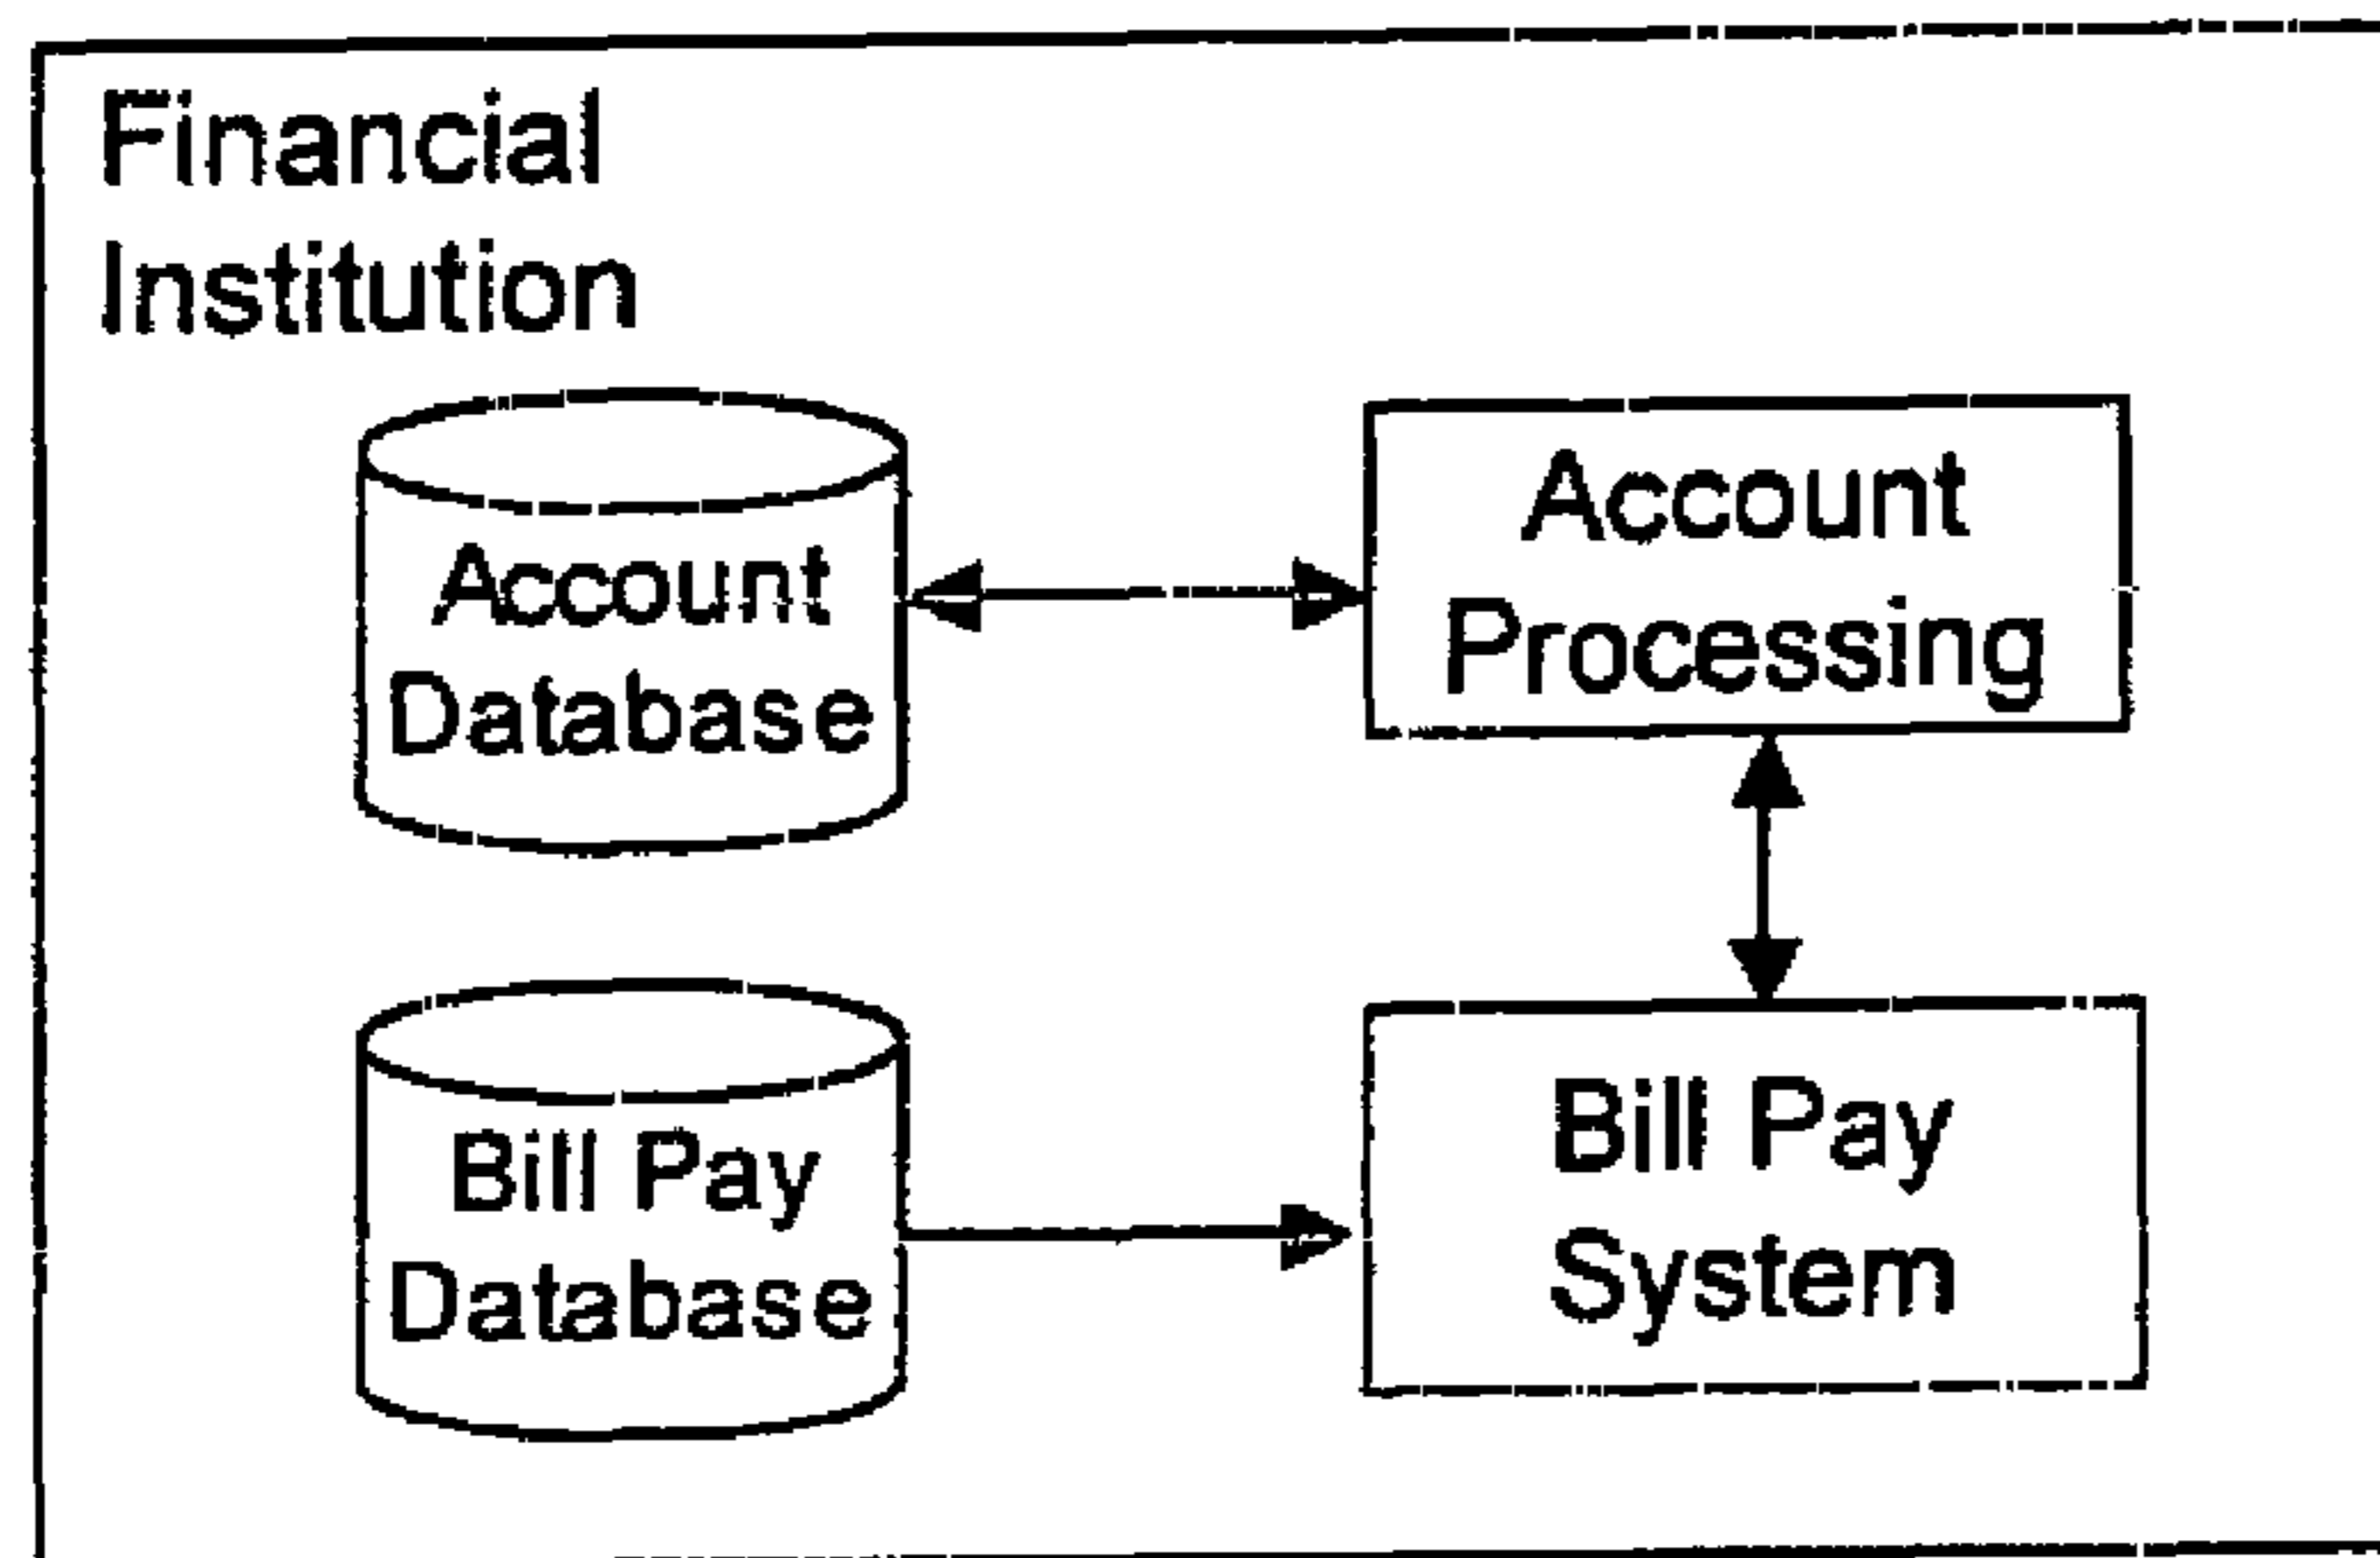 Financial
Institution
Account
Database
Account
Processing
Bill Pay
Database
Bill Pay
System